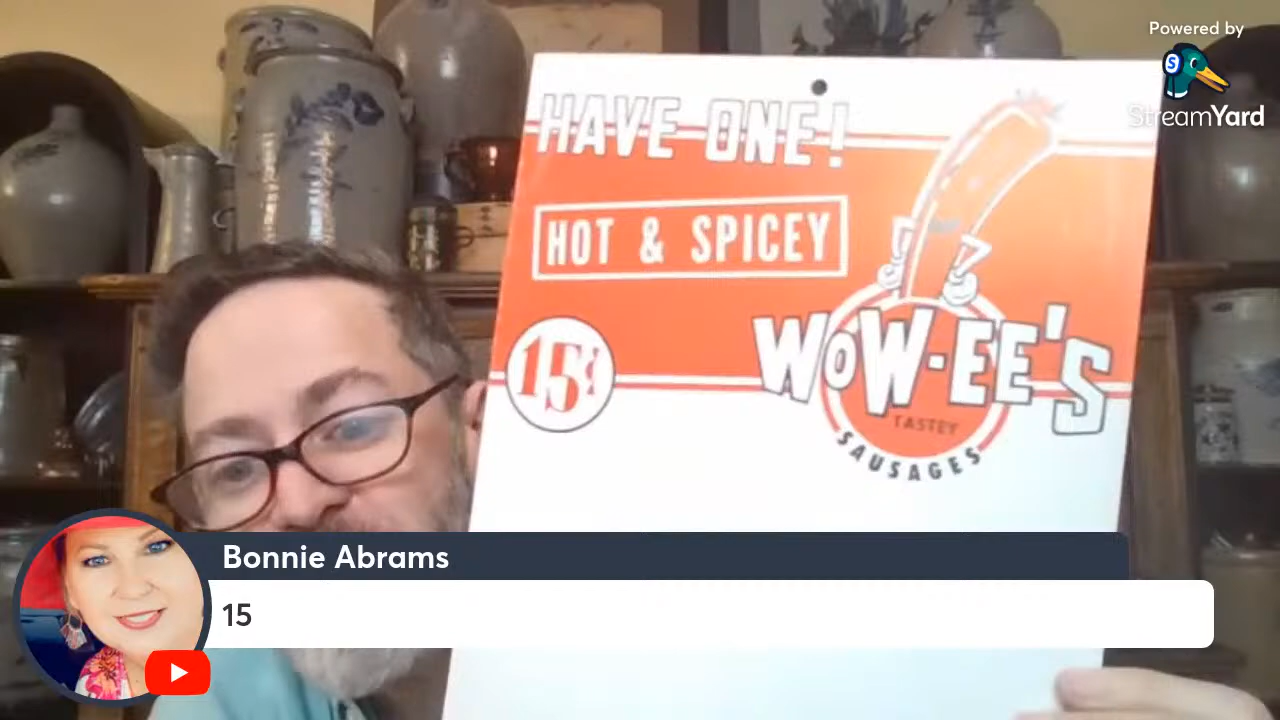 Powered by
StreamYard
HAVE ONE!
HOT & SPICEY
15¢
WOW-EE'S
TASTEY
SAUSAGES
Bonnie Abrams
15